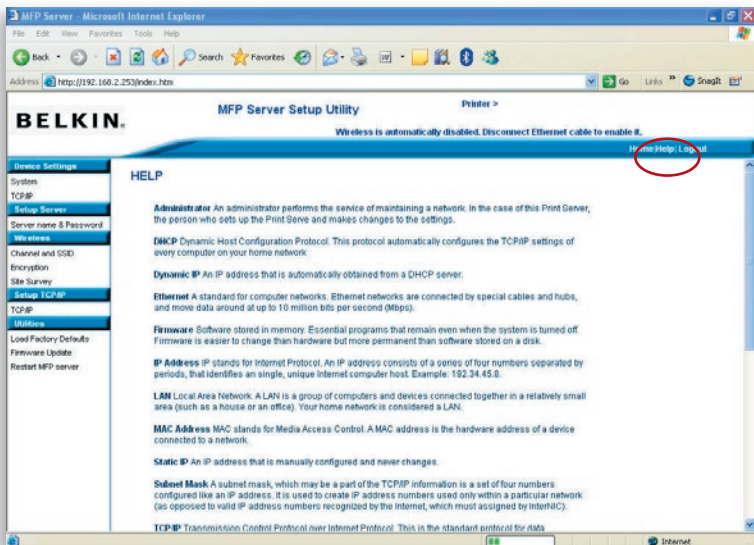 MFP Server - Microsoft Internet Explorer
File Edit View Favorites Tools Help
Back Search Favorites
Address http://192.168.2.253/index.htm Go Links » SnagIt
BELKIN.
MFP Server Setup Utility
Printer >
Wireless is automatically disabled. Disconnect Ethernet cable to enable it.
Home|Help| Logout
Device Settings
System
TCP/IP
Setup Server
Server name & Password
Wireless
Channel and SSID
Encryption
Site Survey
Setup TCP/IP
TCP/IP
Utilities
Load Factory Defaults
Firmware Update
Restart MFP server
HELP
Administrator An administrator performs the service of maintaining a network. In the case of this Print Server,
the person who sets up the Print Serve and makes changes to the settings.
DHCP Dynamic Host Configuration Protocol. This protocol automatically configures the TCP/IP settings of
every computer on your home network
Dynamic IP An IP address that is automatically obtained from a DHCP server.
Ethernet A standard for computer networks. Ethernet networks are connected by special cables and hubs,
and move data around at up to 10 million bits per second (Mbps).
Firmware Software stored in memory. Essential programs that remain even when the system is turned off.
Firmware is easier to change than hardware but more permanent than software stored on a disk.
IP Address IP stands for Internet Protocol. An IP address consists of a series of four numbers separated by
periods, that identifies an single, unique Internet computer host. Example: 192.34.45.8.
LAN Local Area Network. A LAN is a group of computers and devices connected together in a relatively small
area (such as a house or an office). Your home network is considered a LAN.
MAC Address MAC stands for Media Access Control. A MAC address is the hardware address of a device
connected to a network.
Static IP An IP address that is manually configured and never changes.
Subnet Mask A subnet mask, which may be a part of the TCP/IP information is a set of four numbers
configured like an IP address. It is used to create IP address numbers used only within a particular network
(as opposed to valid IP address numbers recognized by the Internet, which must assigned by InterNIC).
TCP/IP Transmission Control Protocol over Internet Protocol. This is the standard protocol for data
Internet